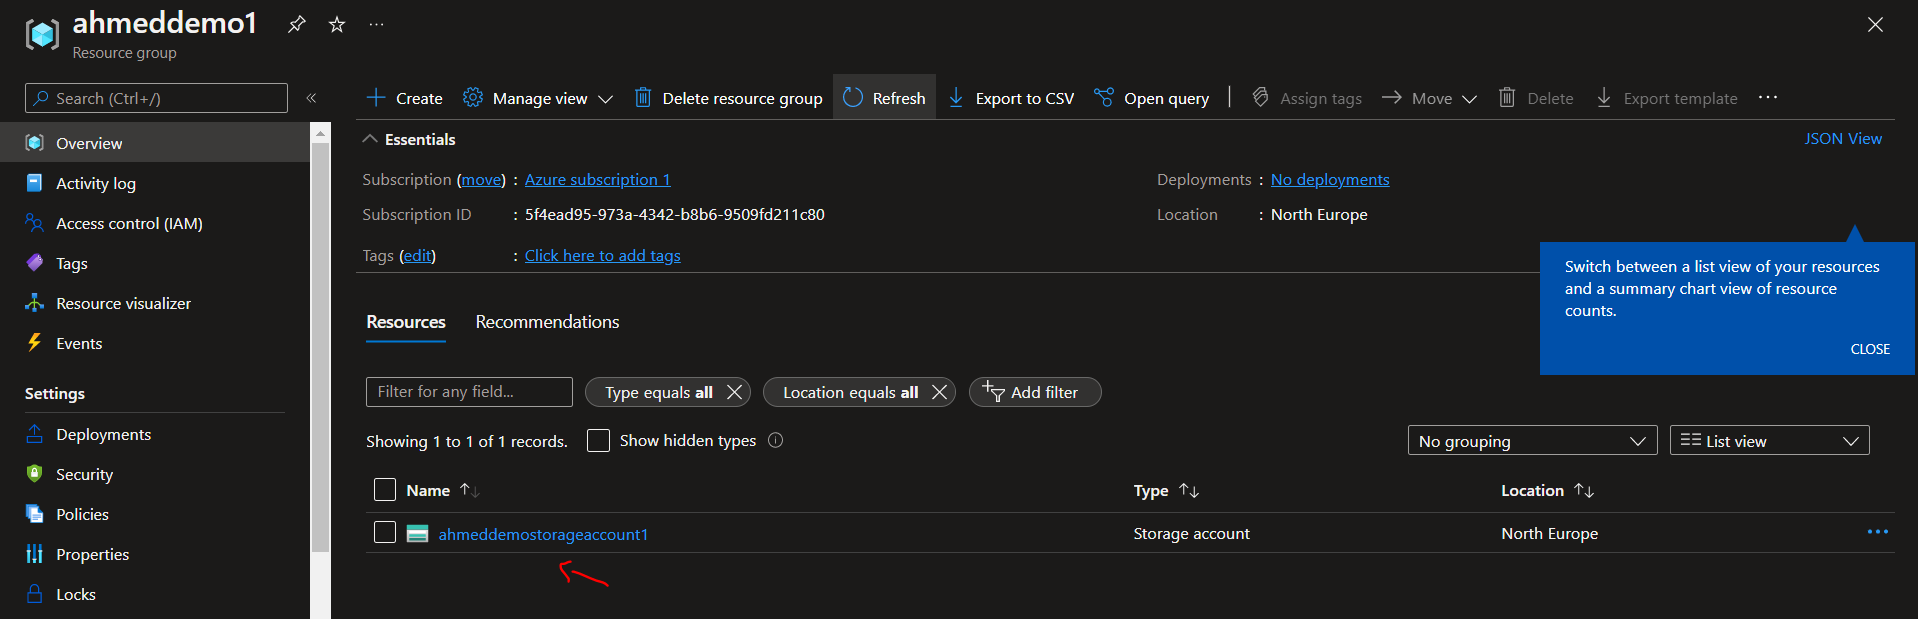 ahmeddemo1
Resource group
Search (Ctrl+/)
Overview
Activity log
Access control (IAM)
Tags
Resource visualizer
Events
Settings
Deployments
Security
Policies
Properties
Locks
Create Manage view Delete resource group Refresh Export to CSV Open query Assign tags Move Delete Export template
Essentials JSON View
Subscription (move) : Azure subscription 1 Deployments : No deployments
Subscription ID : 5f4ead95-973a-4342-b8b6-9509fd211c80 Location : North Europe
Tags (edit) : Click here to add tags
Switch between a list view of your resources
and a summary chart view of resource
counts.
CLOSE
Resources Recommendations
Filter for any field... Type equals all Location equals all Add filter
Showing 1 to 1 of 1 records. Show hidden types No grouping List view
Name Type Location
ahmeddemostorageaccount1 Storage account North Europe